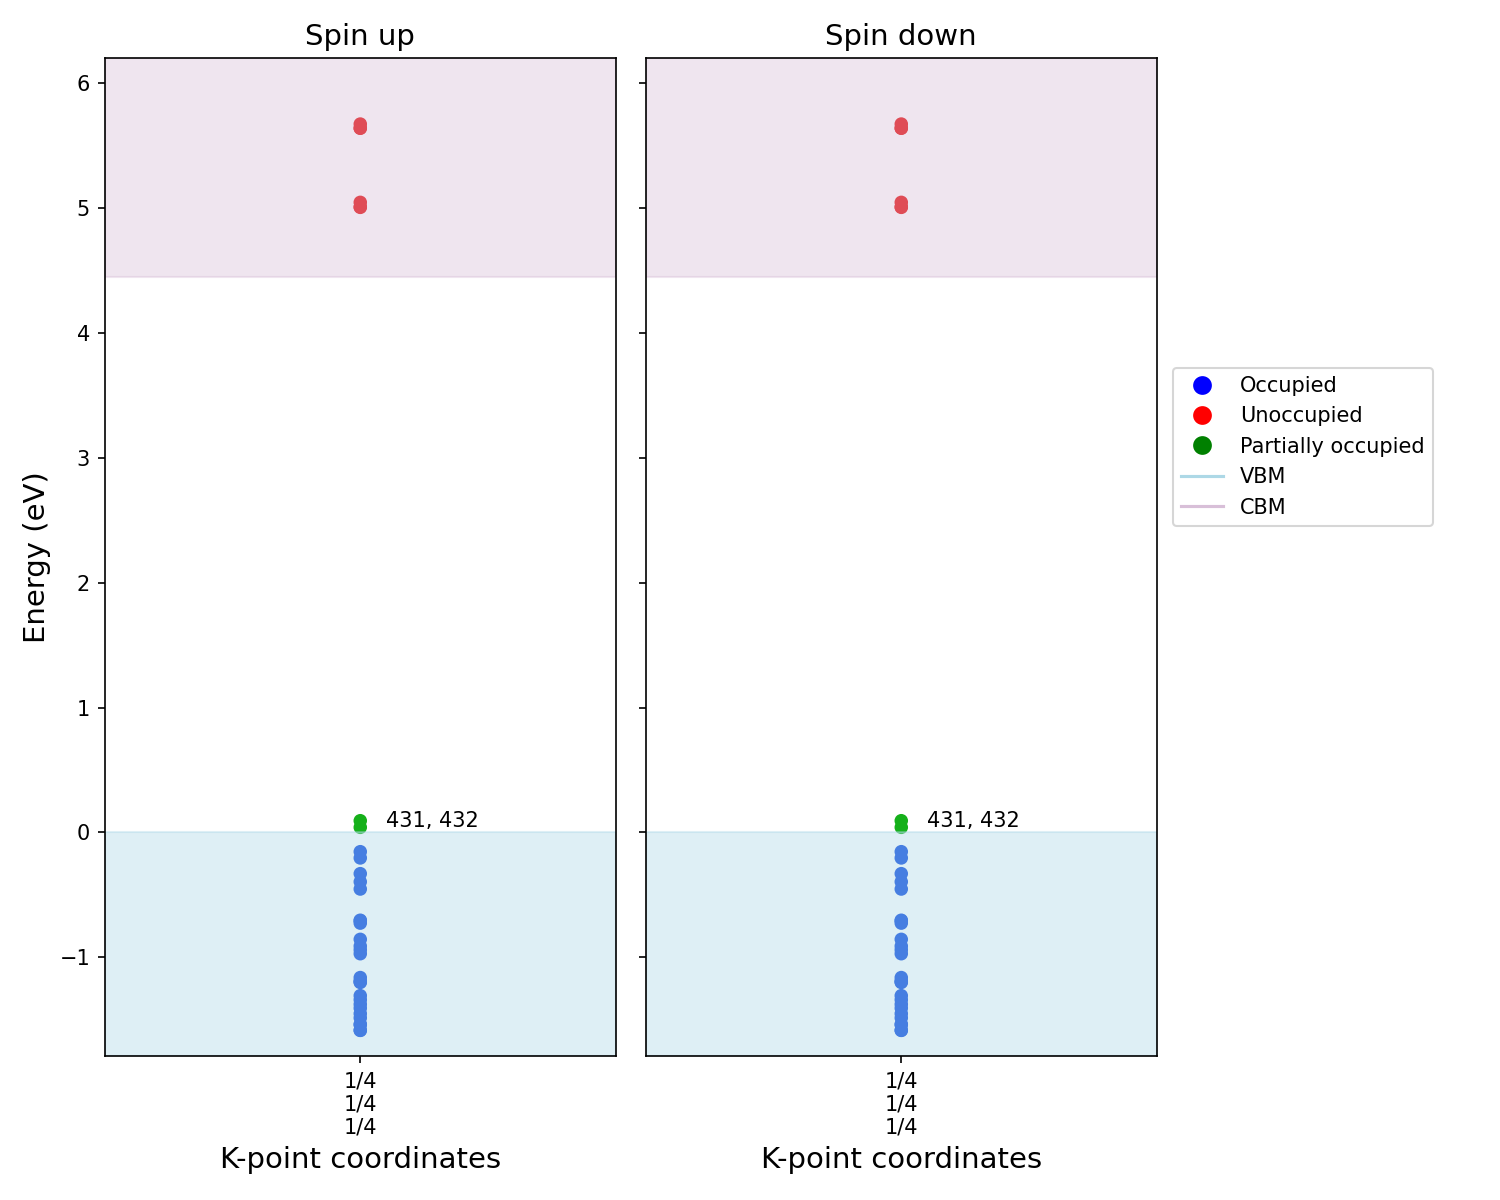 Spin up
Spin down
6
5
4
3
2
1
0
−1
Energy (eV)
431, 432
431, 432
1/4
1/4
1/4
1/4
1/4
1/4
K-point coordinates
K-point coordinates
Occupied
Unoccupied
Partially occupied
VBM
CBM